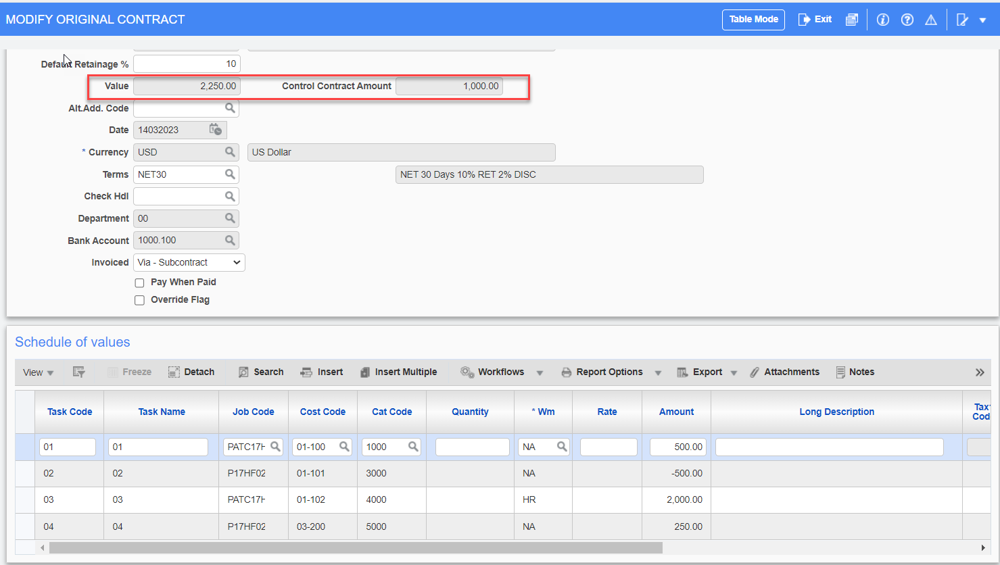 MODIFY ORIGINAL CONTRACT Table Mode Exit
Default Retainage % 10
Value 2,250.00 Control Contract Amount 1,000.00
Alt.Add. Code
Date 14032023
* Currency USD US Dollar
Terms NET30 NET 30 Days 10% RET 2% DISC
Check Hdl
Department 00
Bank Account 1000.100
Invoiced Via - Subcontract
Pay When Paid
Override Flag
Schedule of values
View Freeze Detach Search Insert Insert Multiple Workflows Report Options Export Attachments Notes
Task Code Task Name Job Code Cost Code Cat Code Quantity * Wm Rate Amount Long Description Tax
Cod
01 01 PATC17H 01-100 1000 NA 500.00
02 02 P17HF02 01-101 3000 NA -500.00
03 03 PATC17H 01-102 4000 HR 2,000.00
04 04 P17HF02 03-200 5000 NA 250.00